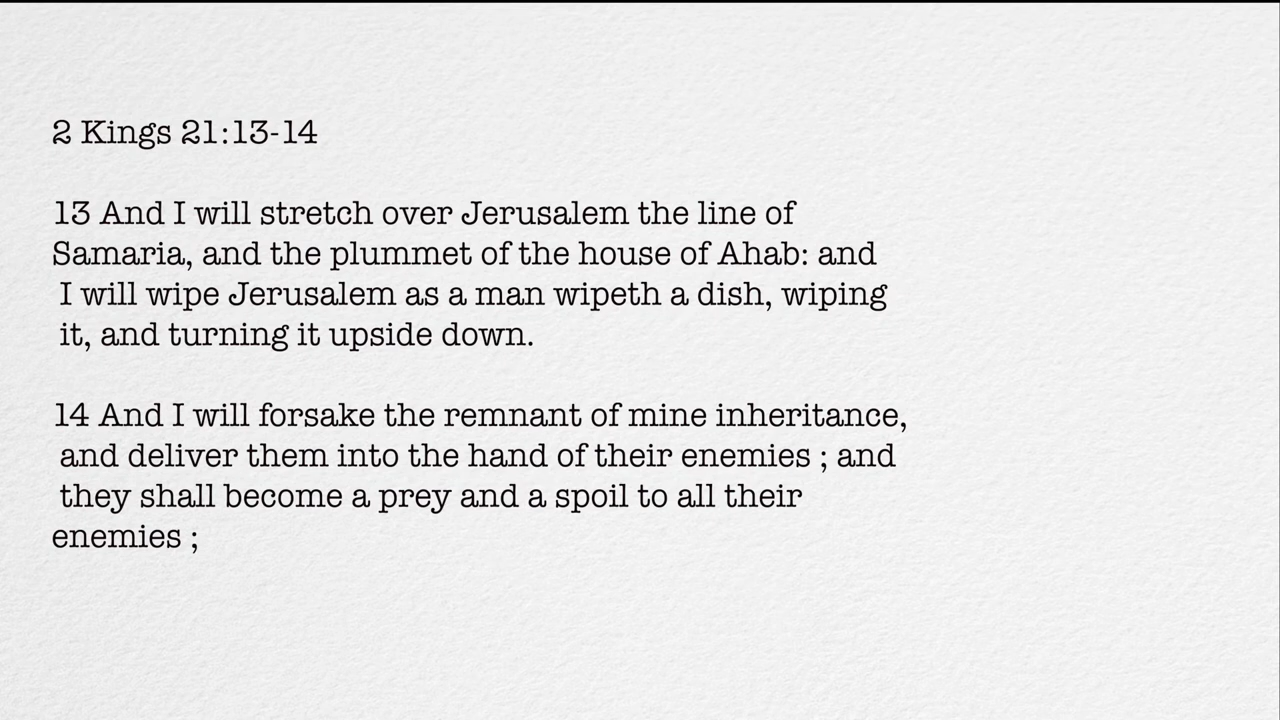 2 Kings 21:13-14
13 And I will stretch over Jerusalem the line of
Samaria, and the plummet of the house of Ahab: and
I will wipe Jerusalem as a man wipeth a dish, wiping
it, and turning it upside down.
14 And I will forsake the remnant of mine inheritance,
and deliver them into the hand of their enemies ; and
they shall become a prey and a spoil to all their
enemies ;